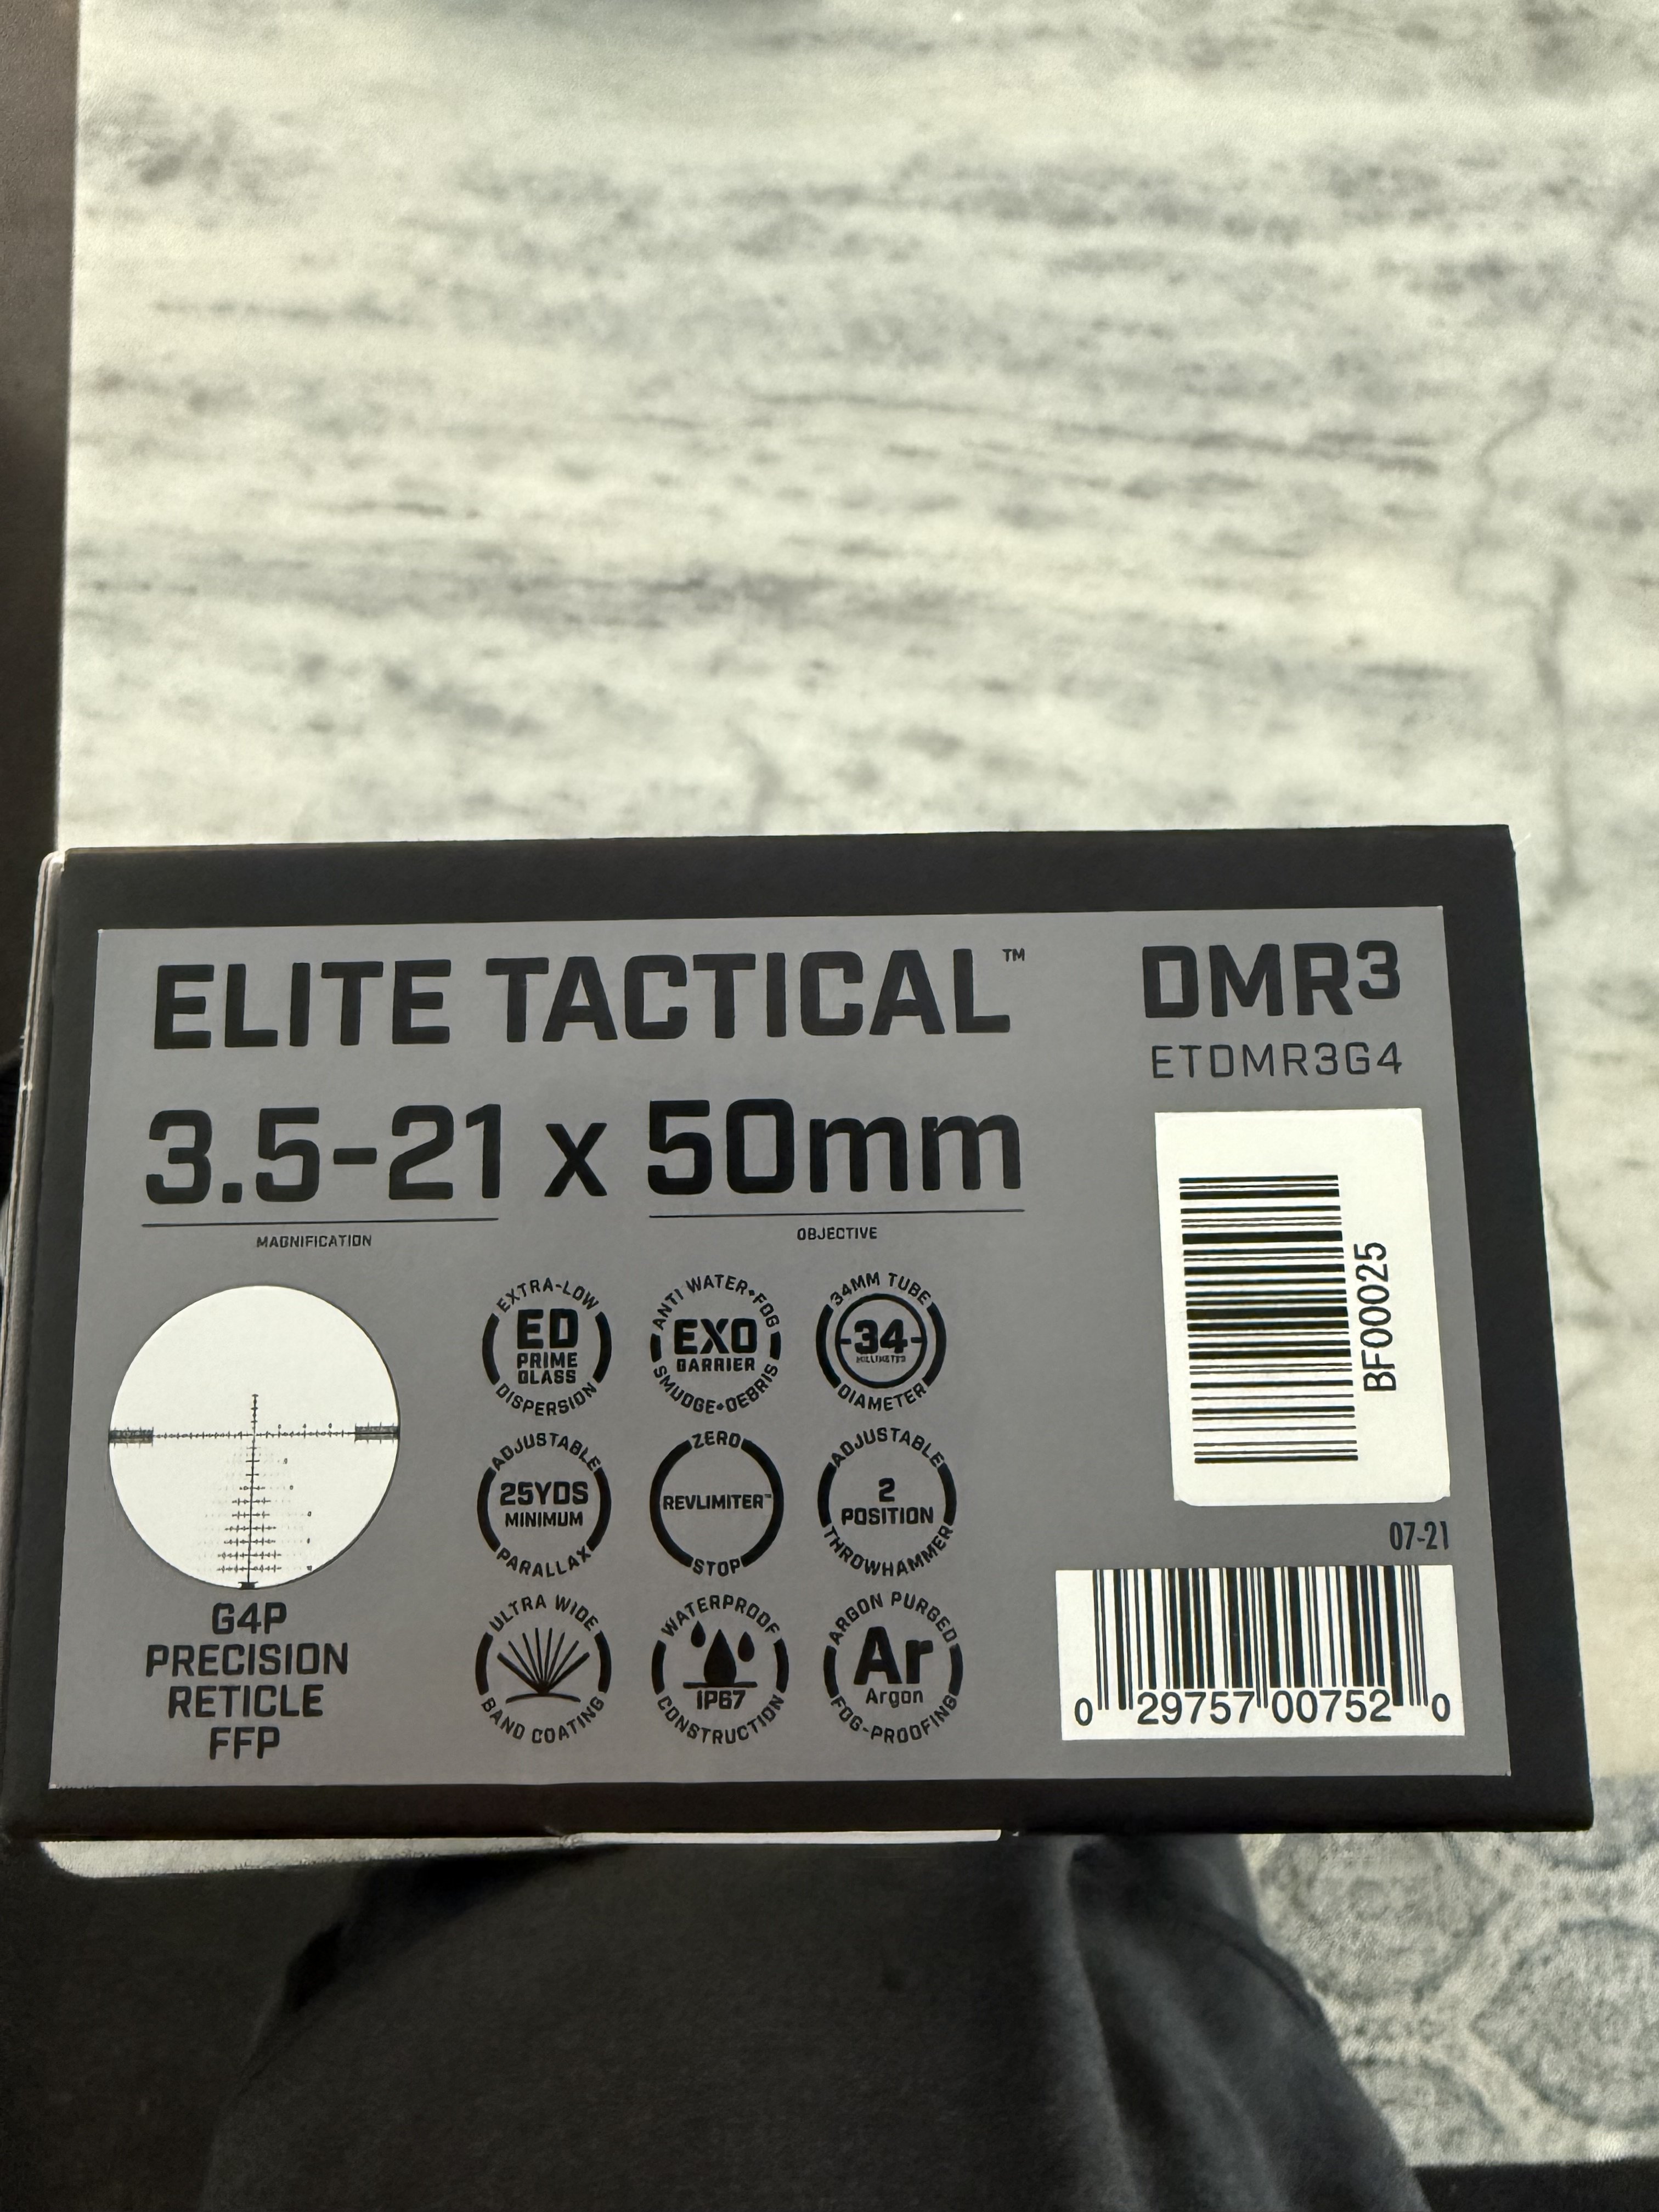 ELITE TACTICAL™
DMR3
ETDMR3G4
3.5-21 x 50mm
MAGNIFICATION
OBJECTIVE
EXTRA-LOW
ED
PRIME
GLASS
DISPERSION
ANTI WATER•FOG
EXO
BARRIER
SMUDGE•DEBRIS
34MM TUBE
-34-
MILLIMETER
DIAMETER
ADJUSTABLE
25YDS
MINIMUM
PARALLAX
ZERO
REVLIMITER™
STOP
ADJUSTABLE
2
POSITION
THROWHAMMER
ULTRA WIDE
BAND COATING
WATERPROOF
IP67
CONSTRUCTION
ARGON PURGED
Ar
Argon
FOG-PROOFING
G4P
PRECISION
RETICLE
FFP
BF00025
07-21
0 29757 00752 0